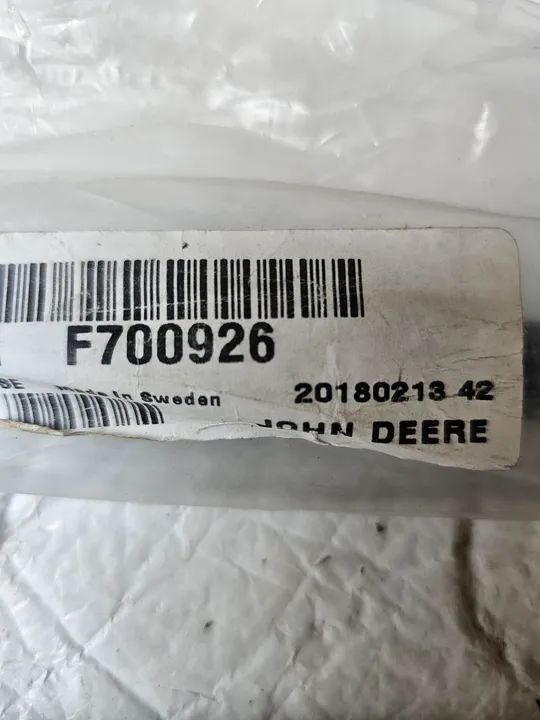 F700926
Made In Sweden 20180213 42
JOHN DEERE